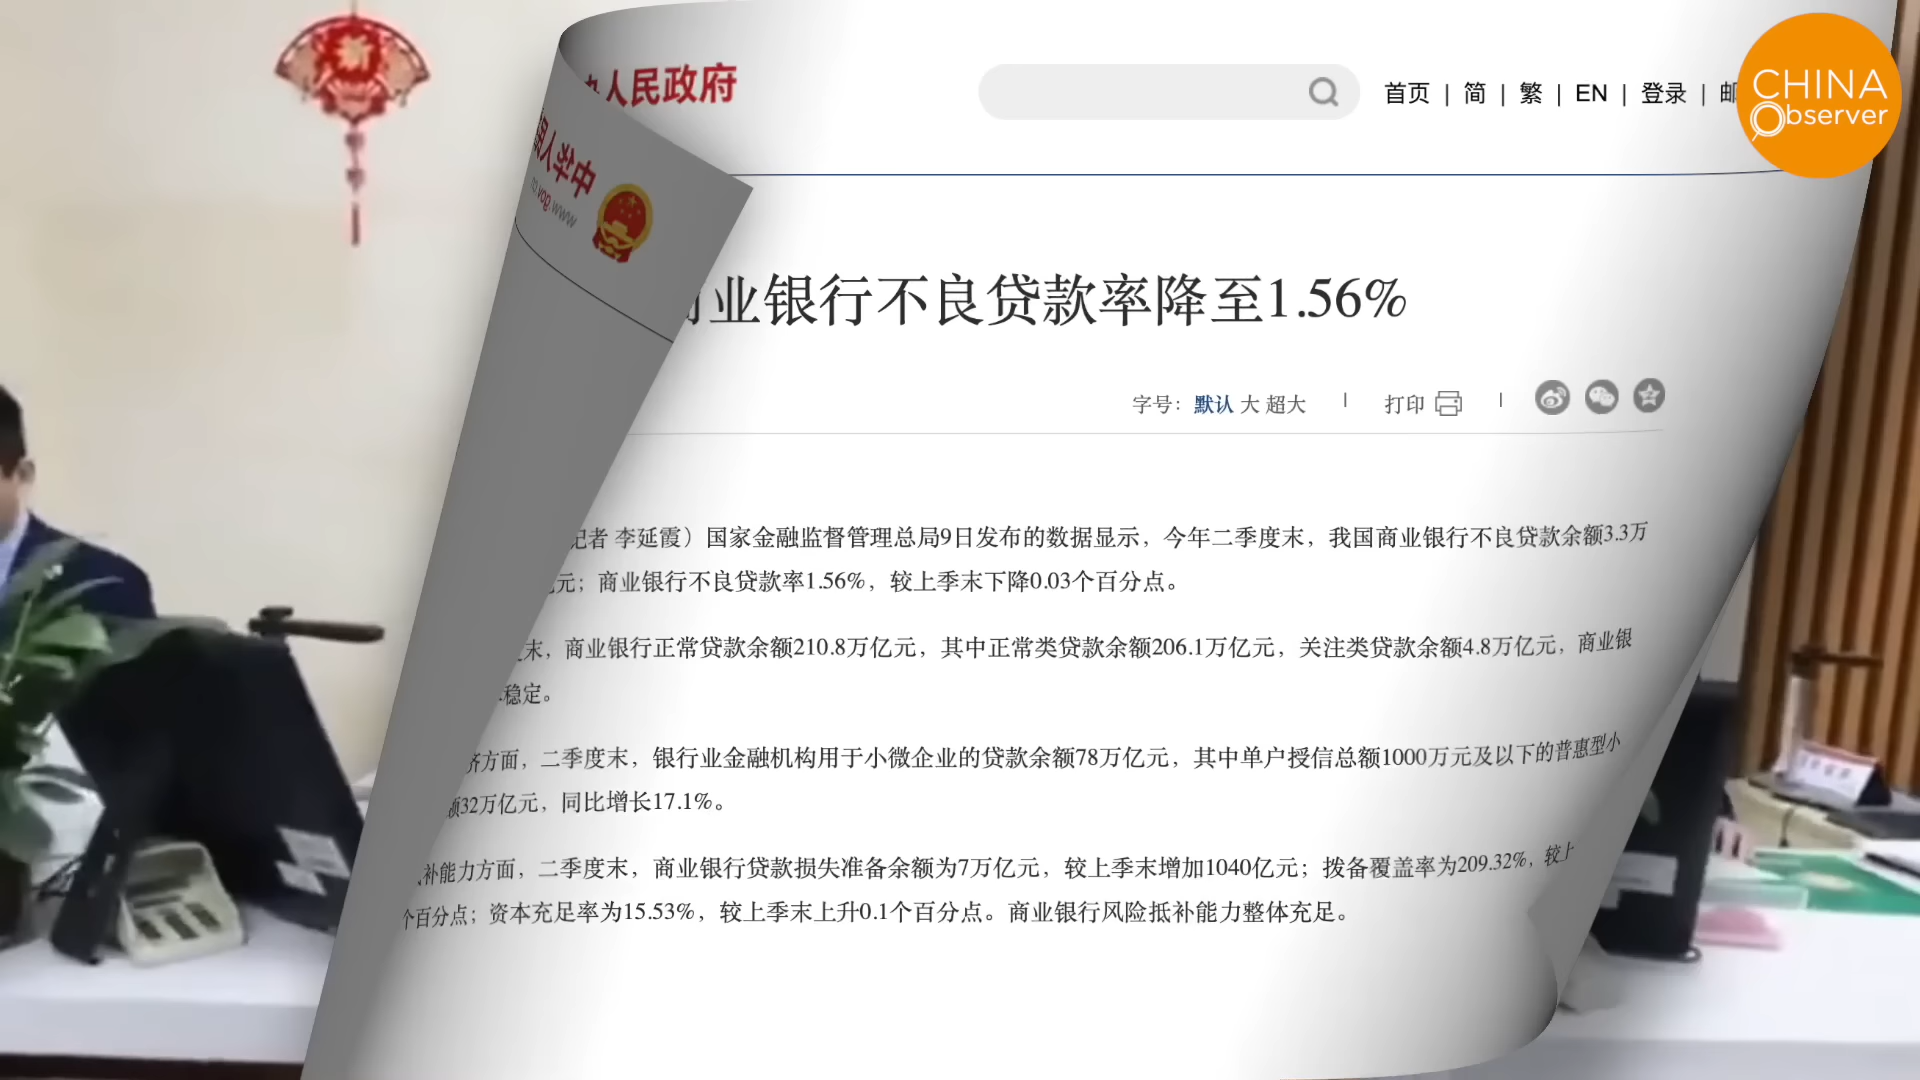 人民政府
首页 | 简 | 繁 | EN | 登录 | 邮
CHINA
Observer
中华人民
www.gov.cn
商业银行不良贷款率降至1.56%
字号：默认 大 超大 | 打印 |
记者 李延霞）国家金融监督管理总局9日发布的数据显示，今年二季度末，我国商业银行不良贷款余额3.3万
元；商业银行不良贷款率1.56%，较上季末下降0.03个百分点。
末，商业银行正常贷款余额210.8万亿元，其中正常类贷款余额206.1万亿元，关注类贷款余额4.8万亿元，商业银
稳定。
济方面，二季度末，银行业金融机构用于小微企业的贷款余额78万亿元，其中单户授信总额1000万元及以下的普惠型小
额32万亿元，同比增长17.1%。
补能力方面，二季度末，商业银行贷款损失准备余额为7万亿元，较上季末增加1040亿元；拨备覆盖率为209.32%，较上
个百分点；资本充足率为15.53%，较上季末上升0.1个百分点。商业银行风险抵补能力整体充足。